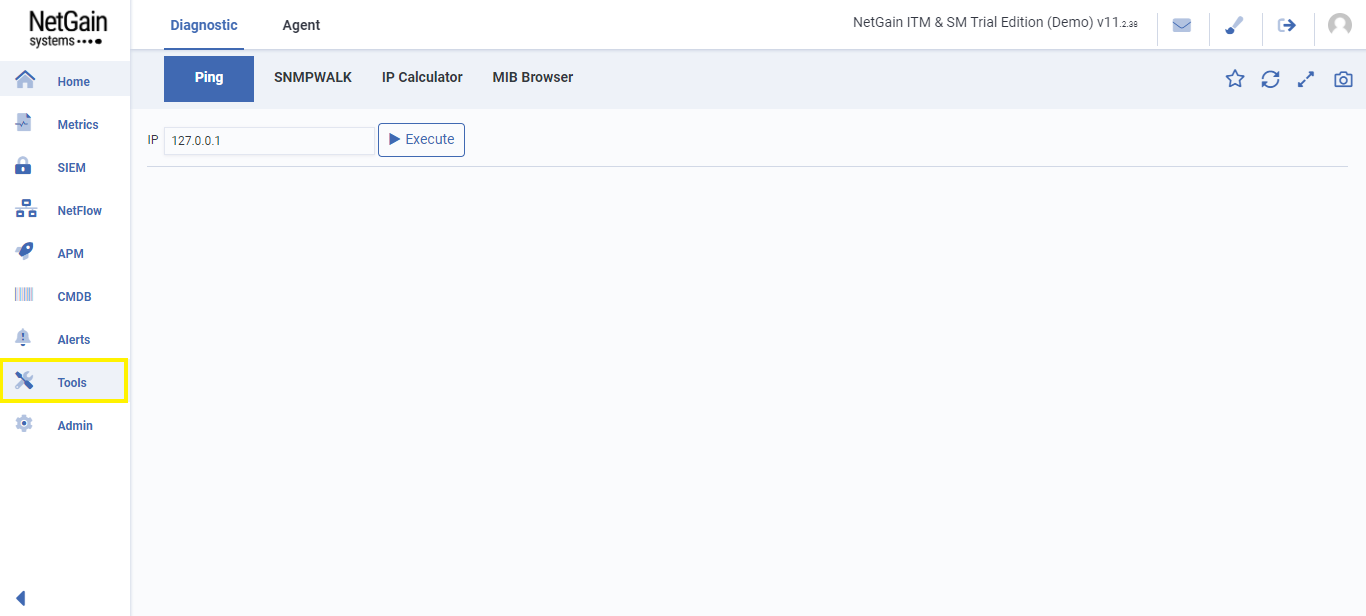 NetGain
systems
Diagnostic
Agent
NetGain ITM & SM Trial Edition (Demo) v11.2.38
Home
Metrics
SIEM
NetFlow
APM
CMDB
Alerts
Tools
Admin
Ping
SNMPWALK
IP Calculator
MIB Browser
IP
127.0.0.1
Execute